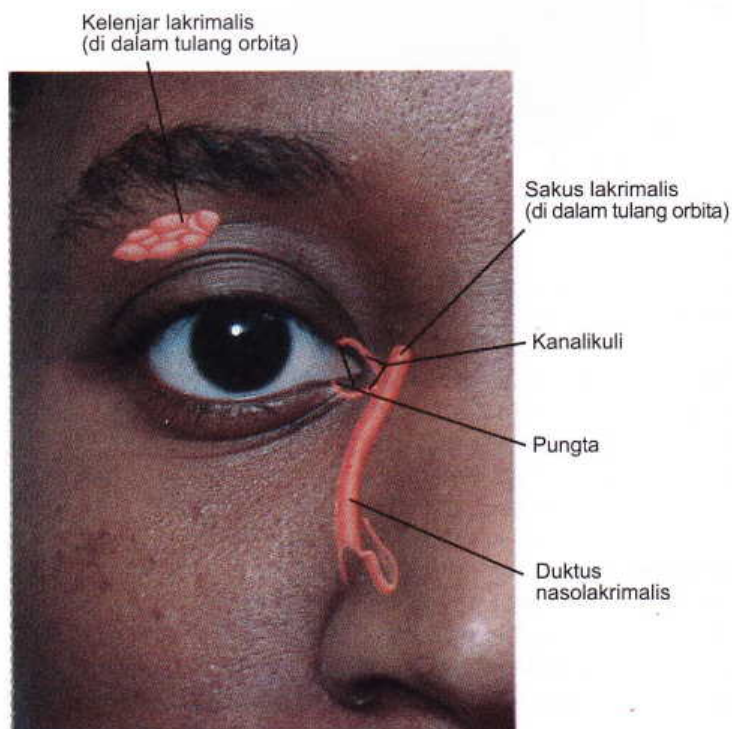 Kelenjar lakrimalis
(di dalam tulang orbita)
Sakus lakrimalis
(di dalam tulang orbita)
Kanalikuli
Pungta
Duktus
nasolakrimalis